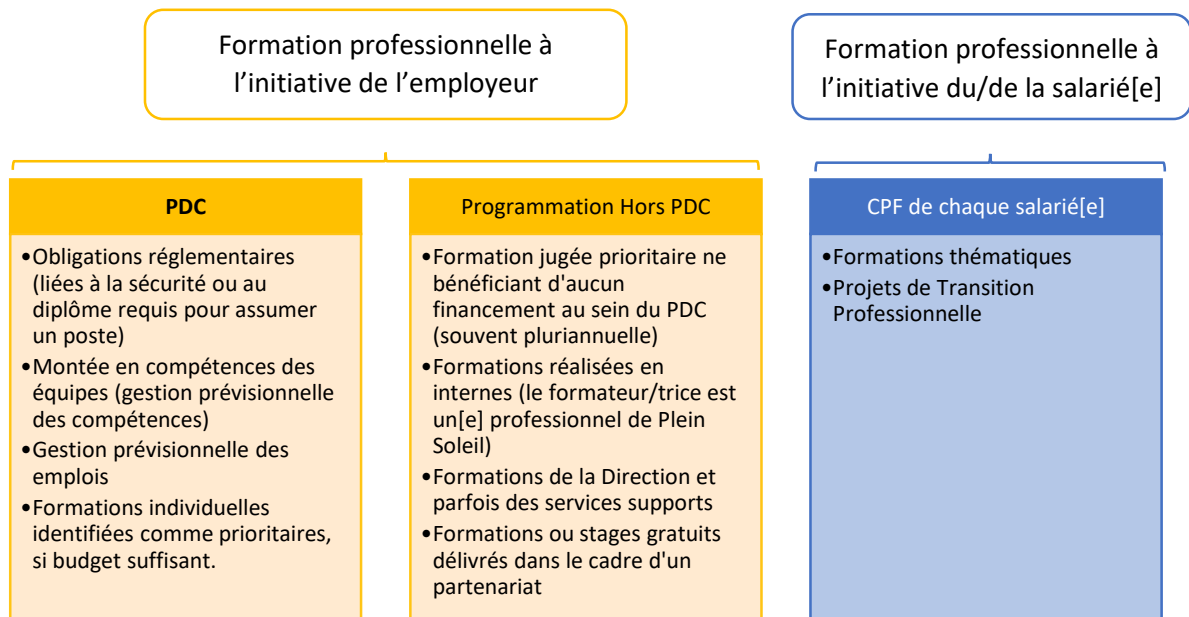 Formation professionnelle à
l’initiative de l’employeur
Formation professionnelle à
l’initiative du/de la salarié[e]
PDC
•Obligations réglementaires
(liées à la sécurité ou au
diplôme requis pour assumer
un poste)
•Montée en compétences des
équipes (gestion prévisionnelle
des compétences)
•Gestion prévisionnelle des
emplois
•Formations individuelles
identifiées comme prioritaires,
si budget suffisant.
Programmation Hors PDC
•Formation jugée prioritaire ne
bénéficiant d'aucun
financement au sein du PDC
(souvent pluriannuelle)
•Formations réalisées en
internes (le formateur/trice est
un[e] professionnel de Plein
Soleil)
•Formations de la Direction et
parfois des services supports
•Formations ou stages gratuits
délivrés dans le cadre d'un
partenariat
CPF de chaque salarié[e]
•Formations thématiques
•Projets de Transition
Professionnelle